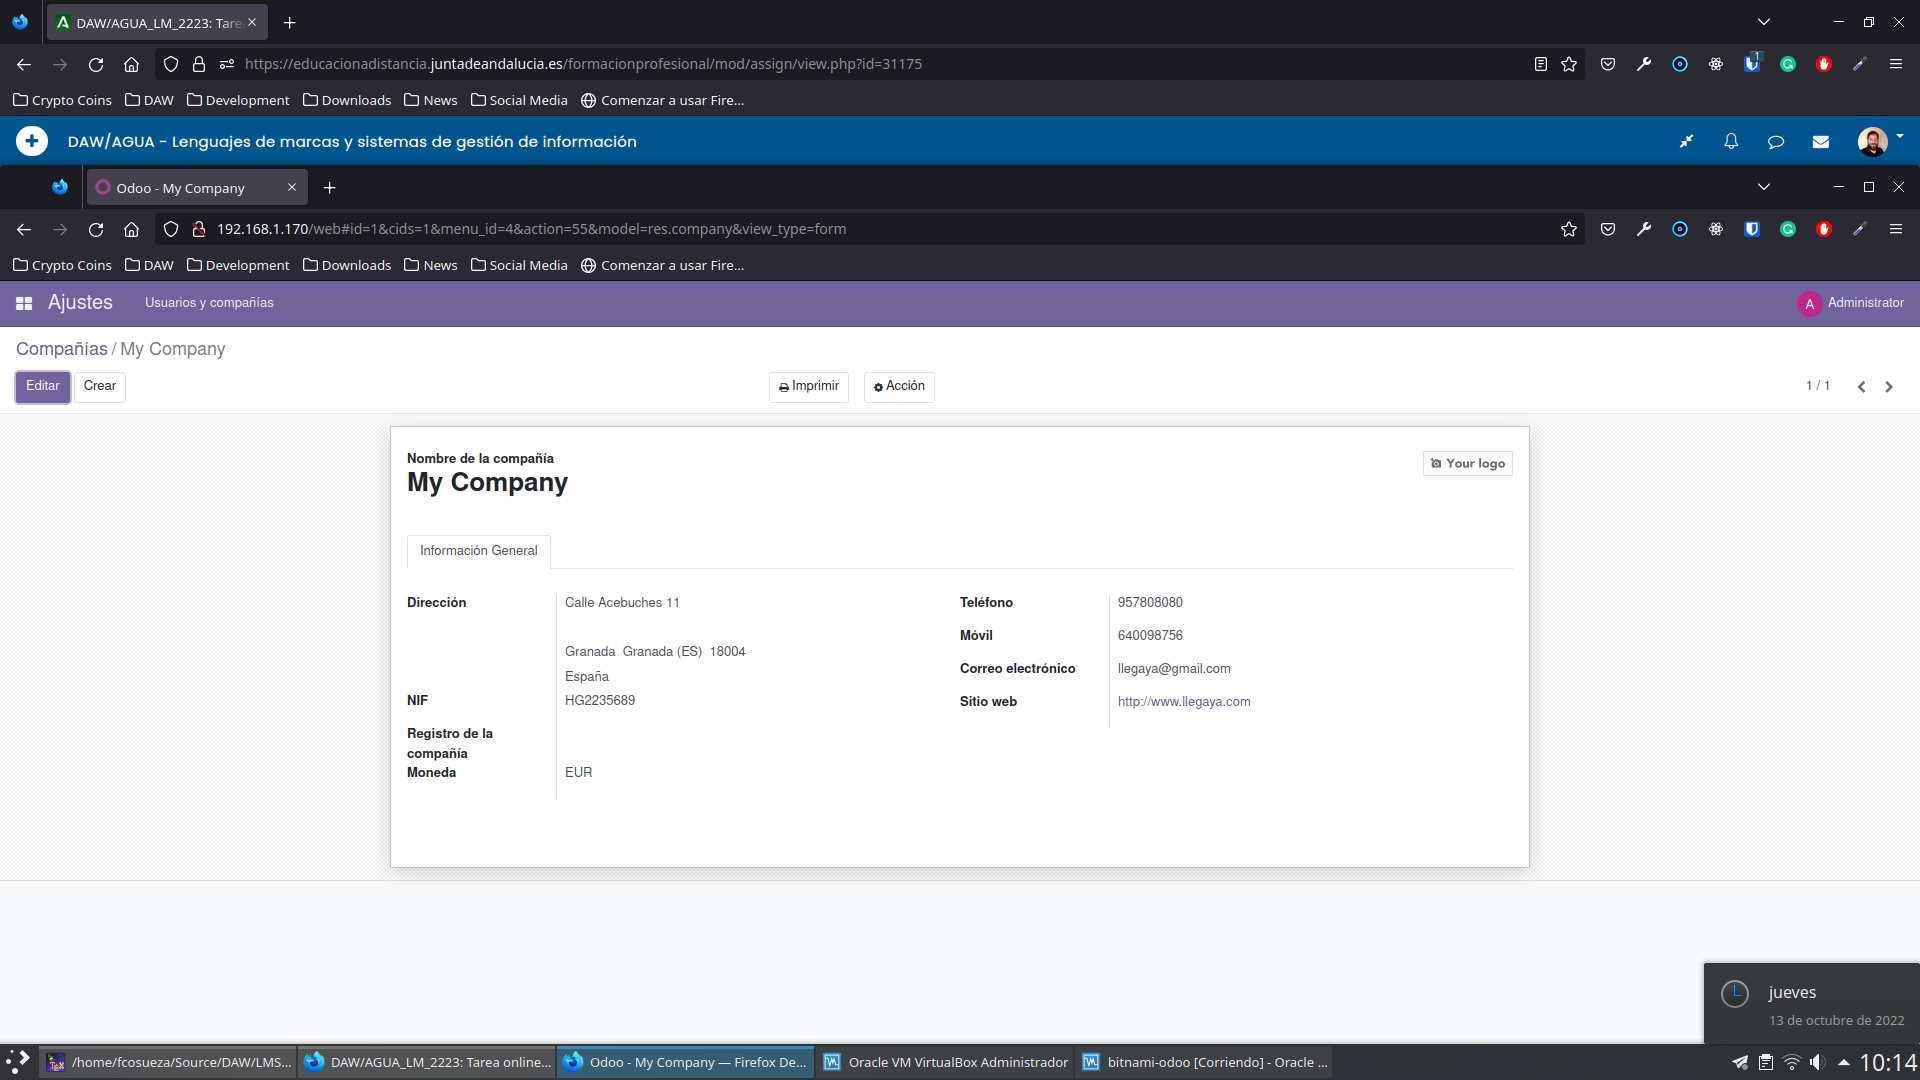 DAW/AGUA_LM_2223: Tare
https://educacionadistancia.juntadeandalucia.es/formacionprofesional/mod/assign/view.php?id=31175
1
Crypto Coins DAW Development Downloads News Social Media Comenzar a usar Fire...
DAW/AGUA - Lenguajes de marcas y sistemas de gestión de información
Odoo - My Company
192.168.1.170/web#id=1&cids=1&menu_id=4&action=55&model=res.company&view_type=form
Crypto Coins DAW Development Downloads News Social Media Comenzar a usar Fire...
Ajustes Usuarios y compañías A Administrator
Compañías / My Company
Editar Crear Imprimir Acción 1 / 1
Nombre de la compañía
My Company
Your logo
Información General
Dirección Calle Acebuches 11
Granada Granada (ES) 18004
España
NIF HG2235689
Registro de la
compañía
Moneda EUR
Teléfono 957808080
Móvil 640098756
Correo electrónico llegaya@gmail.com
Sitio web http://www.llegaya.com
jueves
13 de octubre de 2022
/home/fcosueza/Source/DAW/LMS... DAW/AGUA_LM_2223: Tarea online... Odoo - My Company — Firefox De... Oracle VM VirtualBox Administrador bitnami-odoo [Corriendo] - Oracle ... 10:14